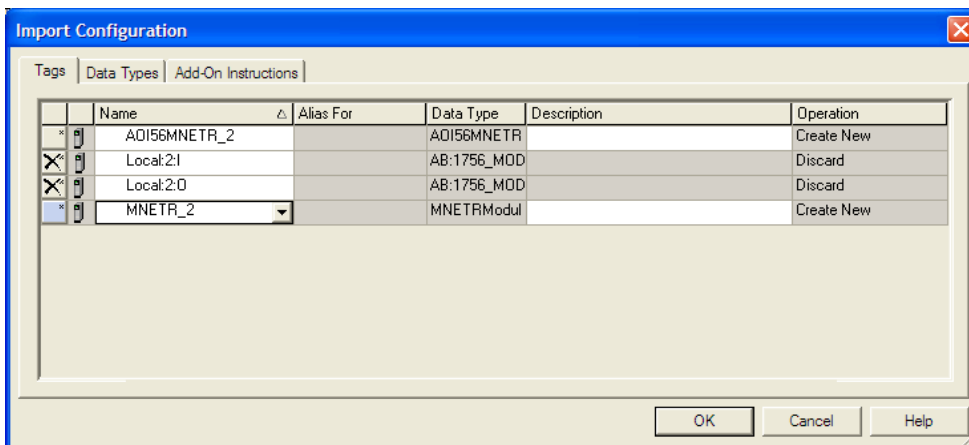 Import Configuration
Tags Data Types Add-On Instructions
Name Alias For Data Type Description Operation
AOI56MNETR_2 AOI56MNETR Create New
Local:2:I AB:1756_MOD Discard
Local:2:O AB:1756_MOD Discard
MNETR_2 MNETRModul Create New
OK Cancel Help